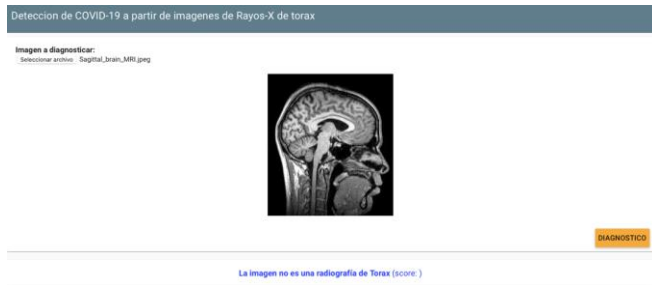 Deteccion de COVID-19 a partir de imagenes de Rayos-X de torax
Imagen a diagnosticar:
Seleccionar archivo Sagittal_brain_MRI.jpeg
DIAGNOSTICO
La imagen no es una radiografía de Torax (score: )